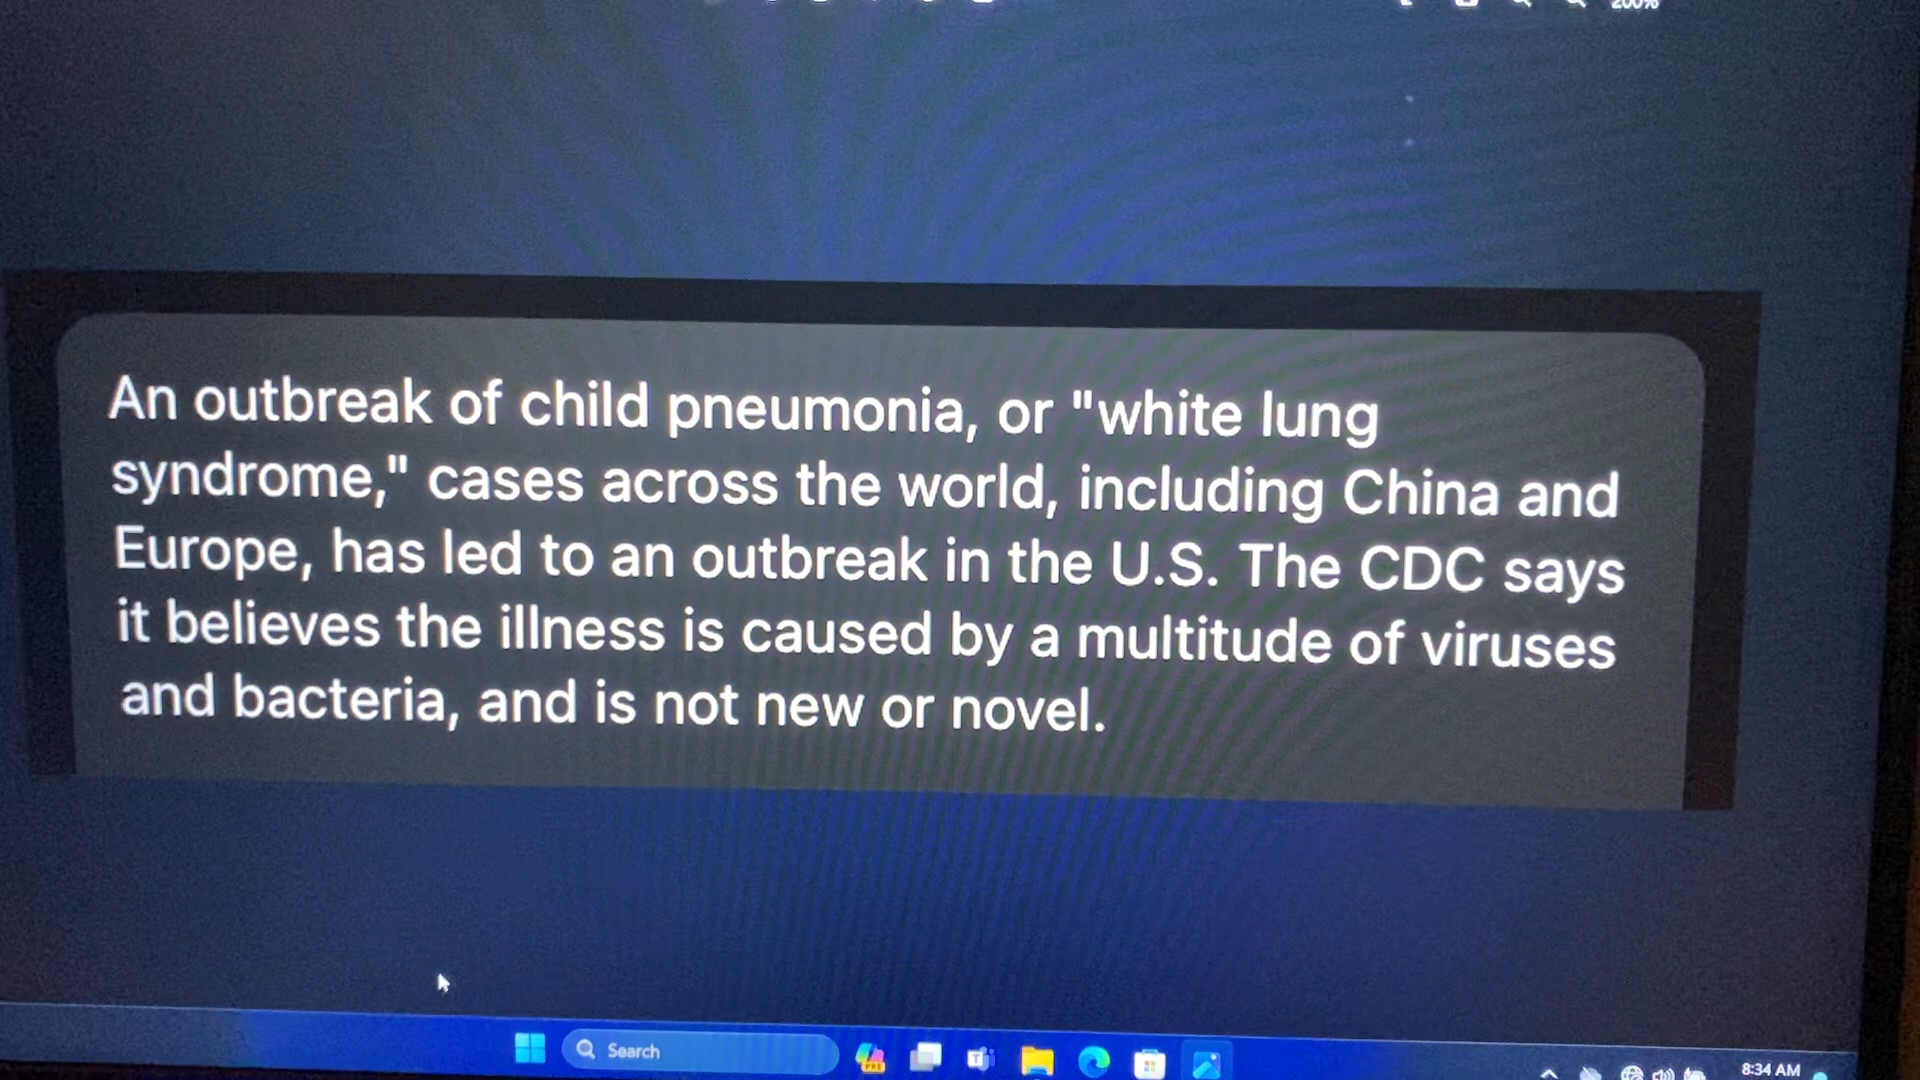 200%
An outbreak of child pneumonia, or "white lung
syndrome," cases across the world, including China and
Europe, has led to an outbreak in the U.S. The CDC says
it believes the illness is caused by a multitude of viruses
and bacteria, and is not new or novel.
Search
PRE
8:34 AM